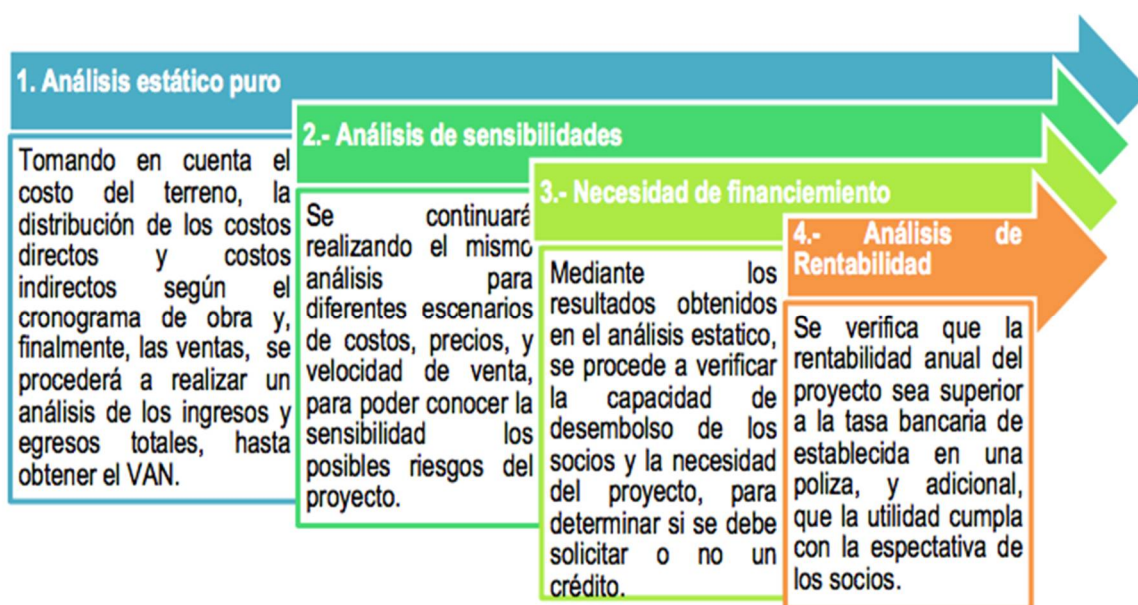 1. Análisis estático puro
Tomando en cuenta el
costo del terreno, la
distribución de los costos
directos y costos
indirectos según el
cronograma de obra y,
finalmente, las ventas, se
procederá a realizar un
análisis de los ingresos y
egresos totales, hasta
obtener el VAN.
2.- Análisis de sensibilidades
Se continuará
realizando el mismo
análisis para
diferentes escenarios
de costos, precios, y
velocidad de venta,
para poder conocer la
sensibilidad los
posibles riesgos del
proyecto.
3.- Necesidad de financiemiento
Mediante los
resultados obtenidos
en el análisis estatico,
se procede a verificar
la capacidad de
desembolso de los
socios y la necesidad
del proyecto, para
determinar si se debe
solicitar o no un
crédito.
4.- Análisis de
Rentabilidad
Se verifica que la
rentabilidad anual del
proyecto sea superior
a la tasa bancaria de
establecida en una
poliza, y adicional,
que la utilidad cumpla
con la espectativa de
los socios.